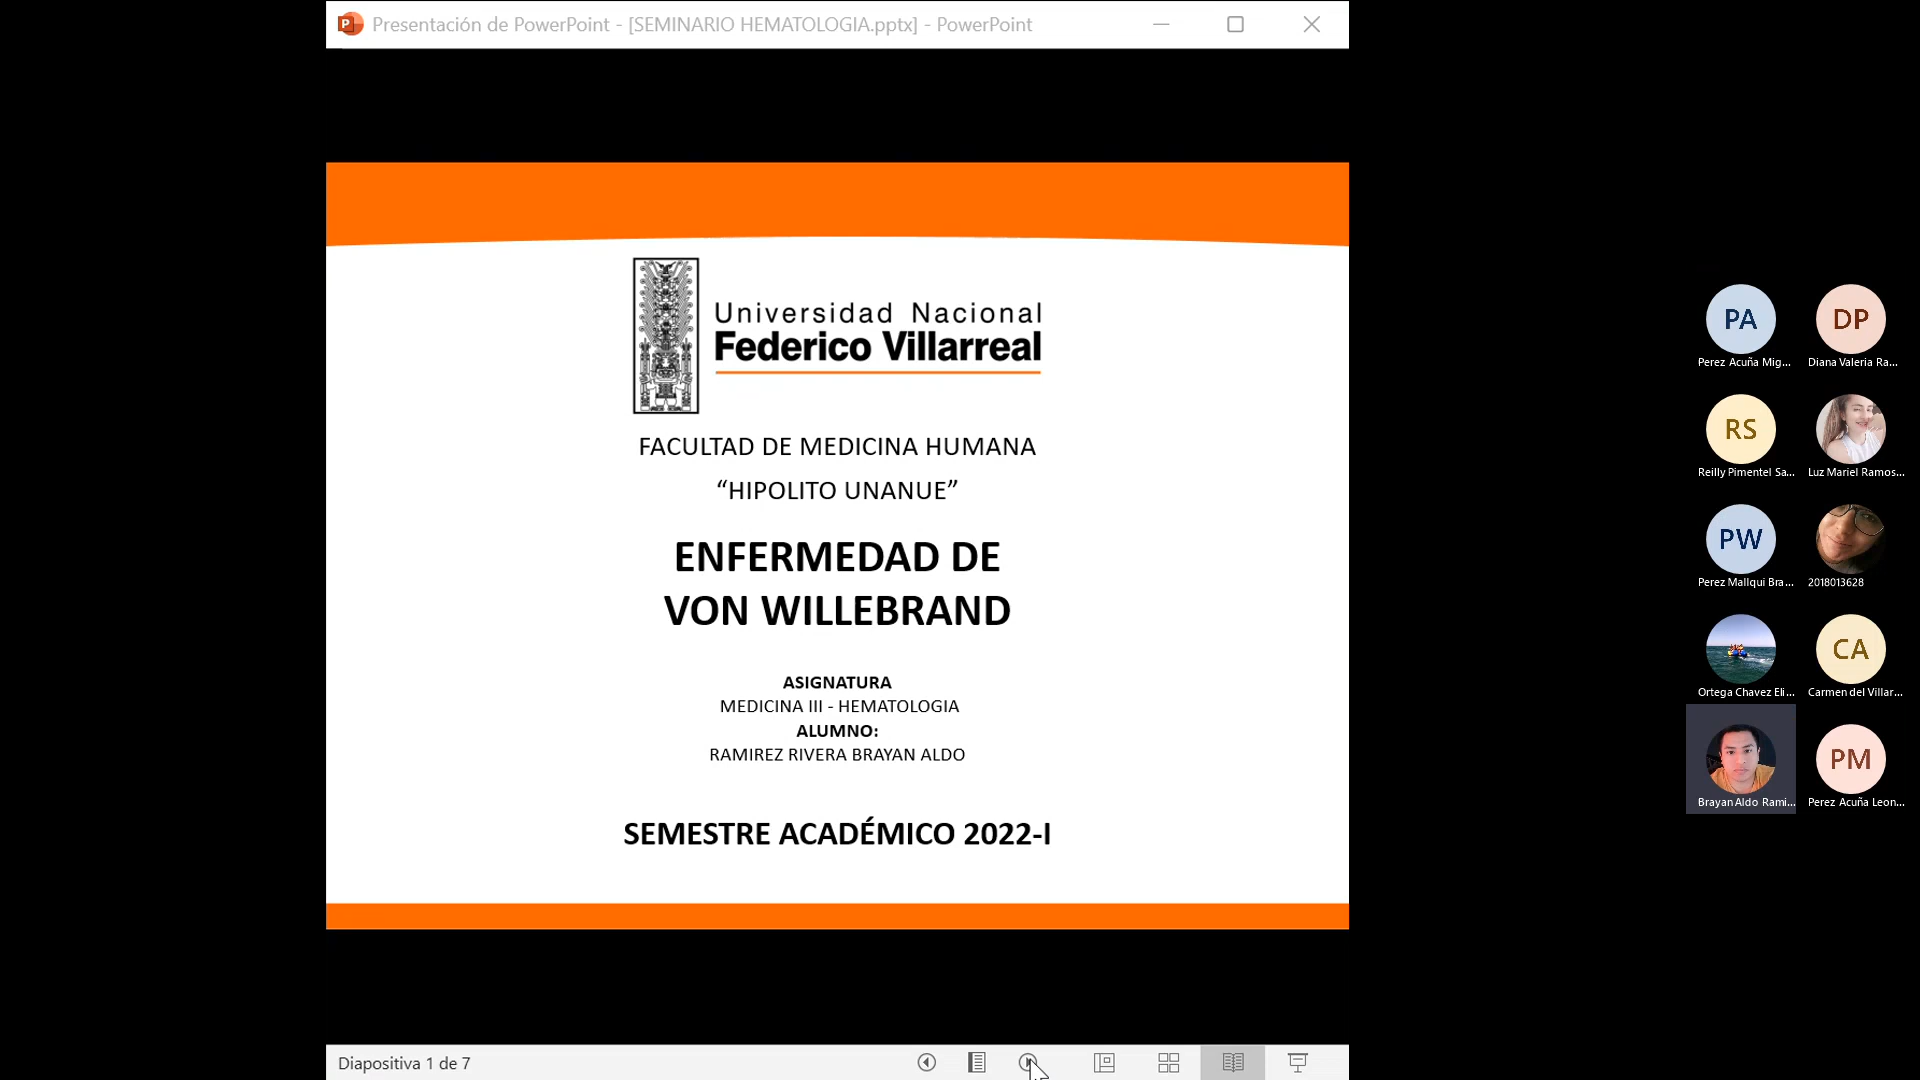 Presentación de PowerPoint - [SEMINARIO HEMATOLOGIA.pptx] - PowerPoint
Universidad Nacional
Federico Villarreal
FACULTAD DE MEDICINA HUMANA
“HIPOLITO UNANUE”
ENFERMEDAD DE
VON WILLEBRAND
ASIGNATURA
MEDICINA III - HEMATOLOGIA
ALUMNO:
RAMIREZ RIVERA BRAYAN ALDO
SEMESTRE ACADÉMICO 2022-I
Diapositiva 1 de 7
PA
DP
Perez Acuña Mig...
Diana Valeria Ra...
RS
Reilly Pimentel Sa...
Luz Mariel Ramos...
PW
Perez Mallqui Bra...
2018013628
CA
Ortega Chavez Eli...
Carmen del Villar...
PM
Brayan Aldo Rami...
Perez Acuña Leon...